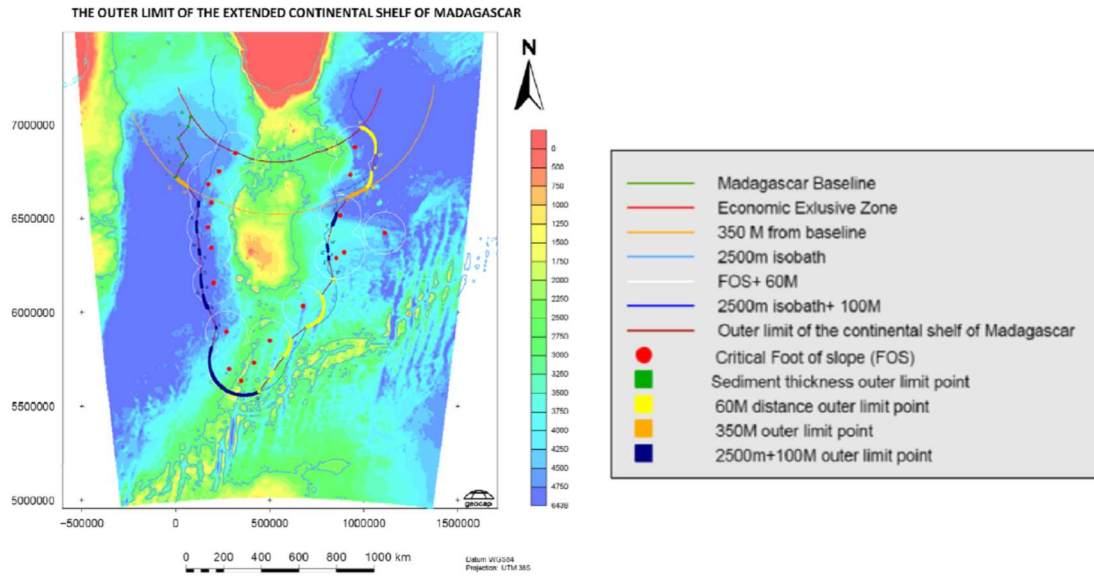 THE OUTER LIMIT OF THE EXTENDED CONTINENTAL SHELF OF MADAGASCAR
N
7000000
6500000
6000000
5500000
5000000
−500000 0 500000 1000000 1500000
0
500
750
1000
1250
1500
1750
2000
2250
2500
2750
3000
3250
3500
3750
4000
4250
4500
4750
6438
geocap
0 200 400 600 800 1000 km
Datum WGS84
Projection: UTM 38S
Madagascar Baseline
Economic Exlusive Zone
350 M from baseline
2500m isobath
FOS+ 60M
2500m isobath+ 100M
Outer limit of the continental shelf of Madagascar
Critical Foot of slope (FOS)
Sediment thickness outer limit point
60M distance outer limit point
350M outer limit point
2500m+100M outer limit point